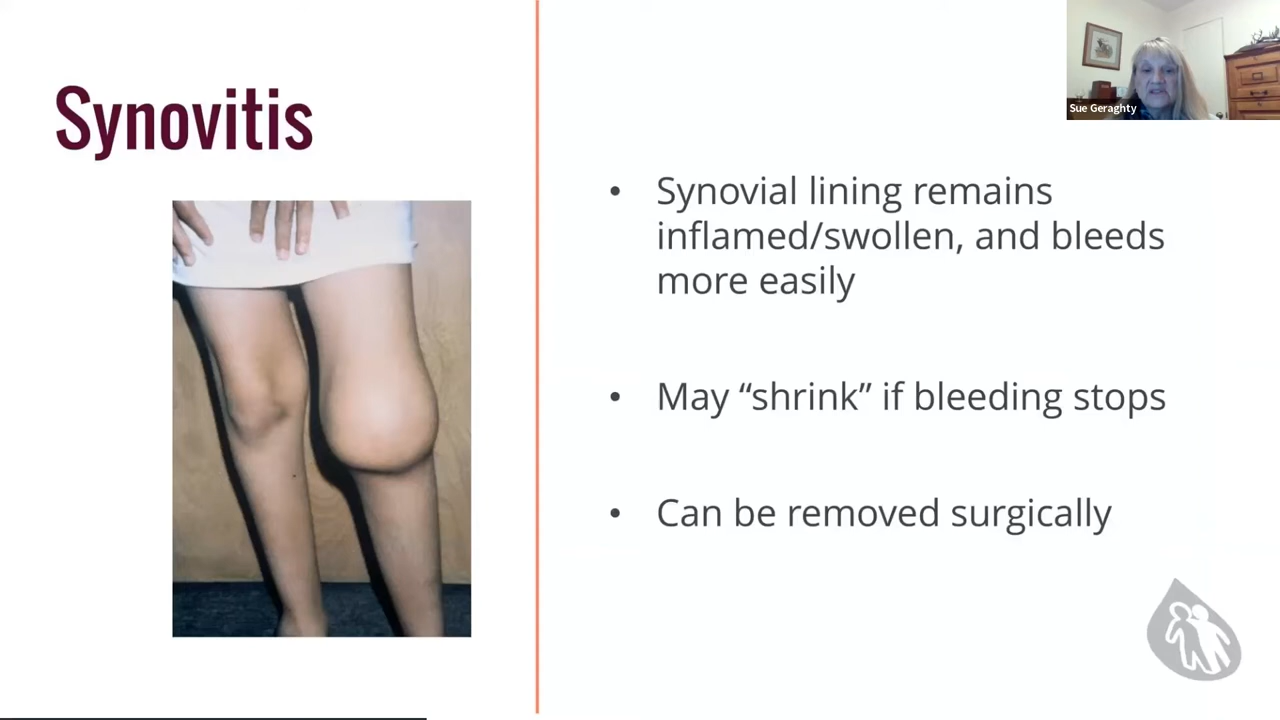 Synovitis
Sue Geraghty
• Synovial lining remains
inflamed/swollen, and bleeds
more easily
• May “shrink” if bleeding stops
• Can be removed surgically